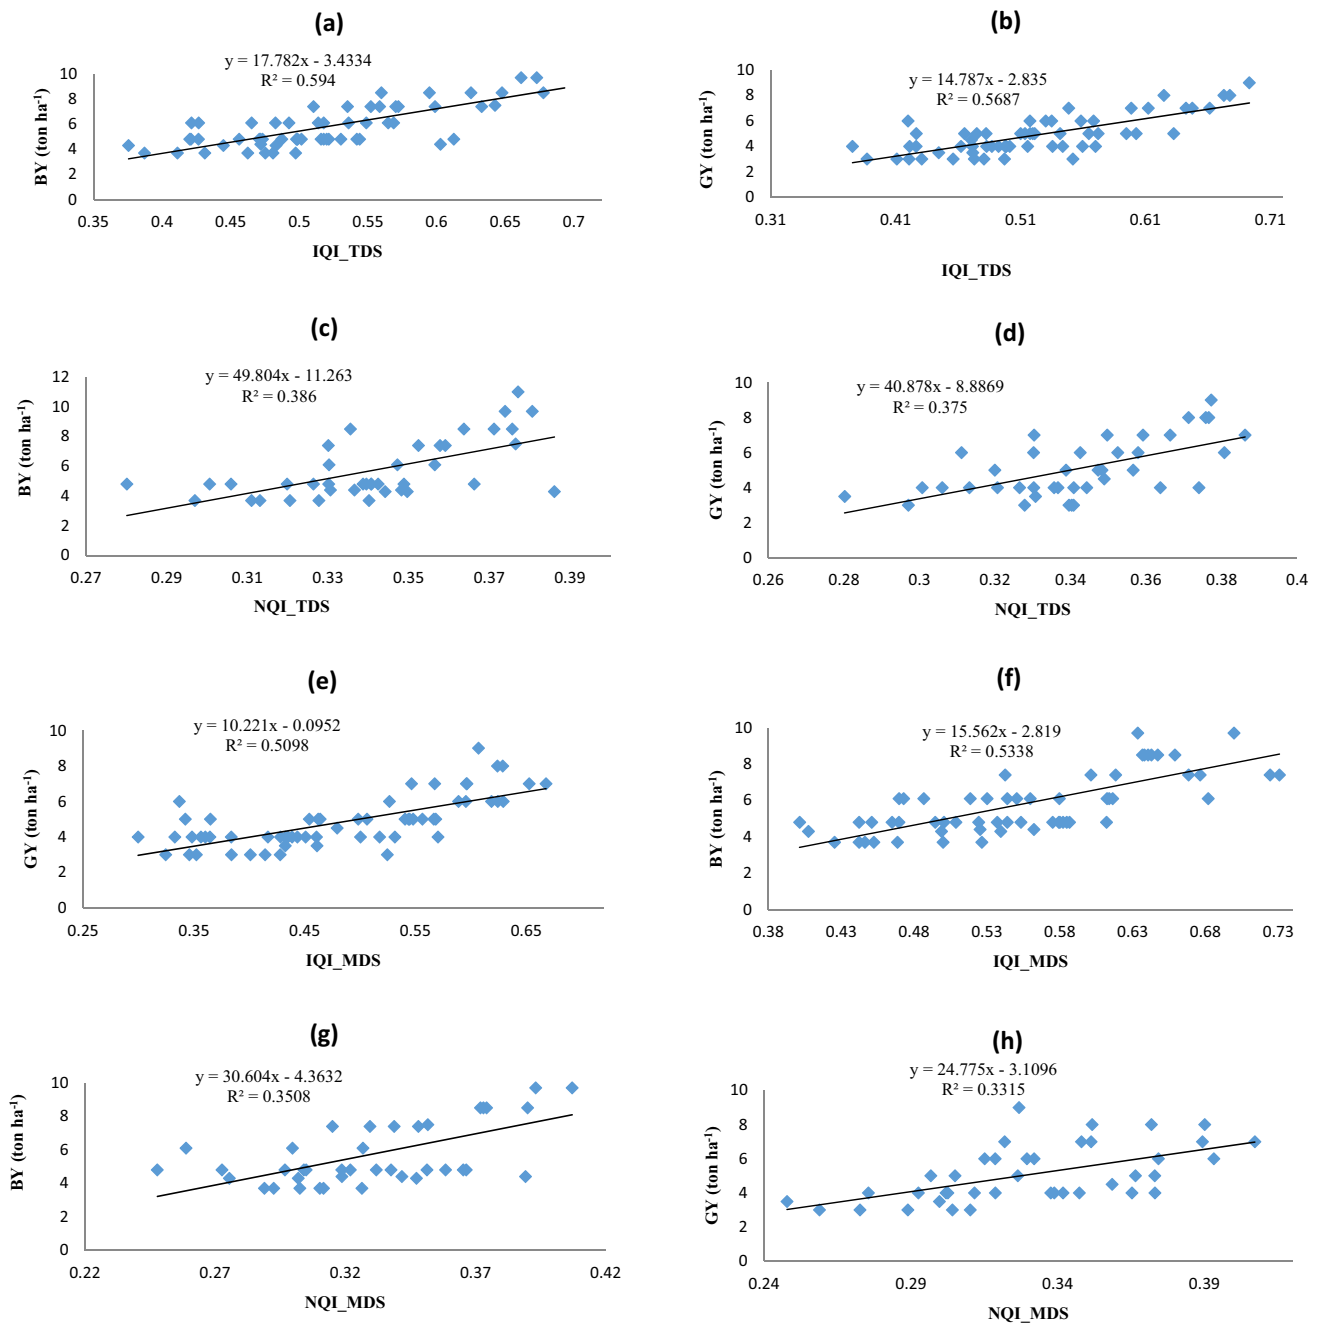 (a)
y = 17.782x - 3.4334
R² = 0.594
BY (ton ha⁻¹)
10
8
6
4
2
0
0.35 0.4 0.45 0.5 0.55 0.6 0.65 0.7
IQI_TDS
(b)
y = 14.787x - 2.835
R² = 0.5687
GY (ton ha⁻¹)
10
8
6
4
2
0
0.31 0.41 0.51 0.61 0.71
IQI_TDS
(c)
y = 49.804x - 11.263
R² = 0.386
BY (ton ha⁻¹)
12
10
8
6
4
2
0
0.27 0.29 0.31 0.33 0.35 0.37 0.39
NQI_TDS
(d)
y = 40.878x - 8.8869
R² = 0.375
GY (ton ha⁻¹)
10
8
6
4
2
0
0.26 0.28 0.3 0.32 0.34 0.36 0.38 0.4
NQI_TDS
(e)
y = 10.221x - 0.0952
R² = 0.5098
GY (ton ha⁻¹)
10
8
6
4
2
0
0.25 0.35 0.45 0.55 0.65
IQI_MDS
(f)
y = 15.562x - 2.819
R² = 0.5338
BY (ton ha⁻¹)
10
8
6
4
2
0
0.38 0.43 0.48 0.53 0.58 0.63 0.68 0.73
IQI_MDS
(g)
y = 30.604x - 4.3632
R² = 0.3508
BY (ton ha⁻¹)
10
8
6
4
2
0
0.22 0.27 0.32 0.37 0.42
NQI_MDS
(h)
y = 24.775x - 3.1096
R² = 0.3315
GY (ton ha⁻¹)
10
8
6
4
2
0
0.24 0.29 0.34 0.39
NQI_MDS